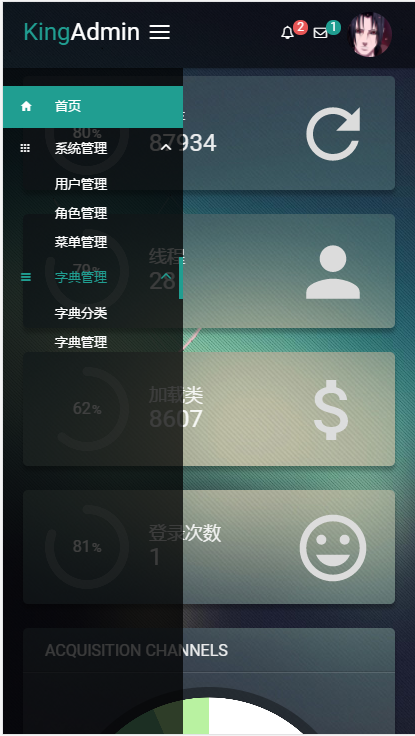 KingAdmin
2
1
首页
80%
87934
系统管理
用户管理
角色管理
菜单管理
线程
28
字典管理
字典分类
字典管理
62%
加载类
8607
81%
登录次数
1
ACQUISITION CHANNELS